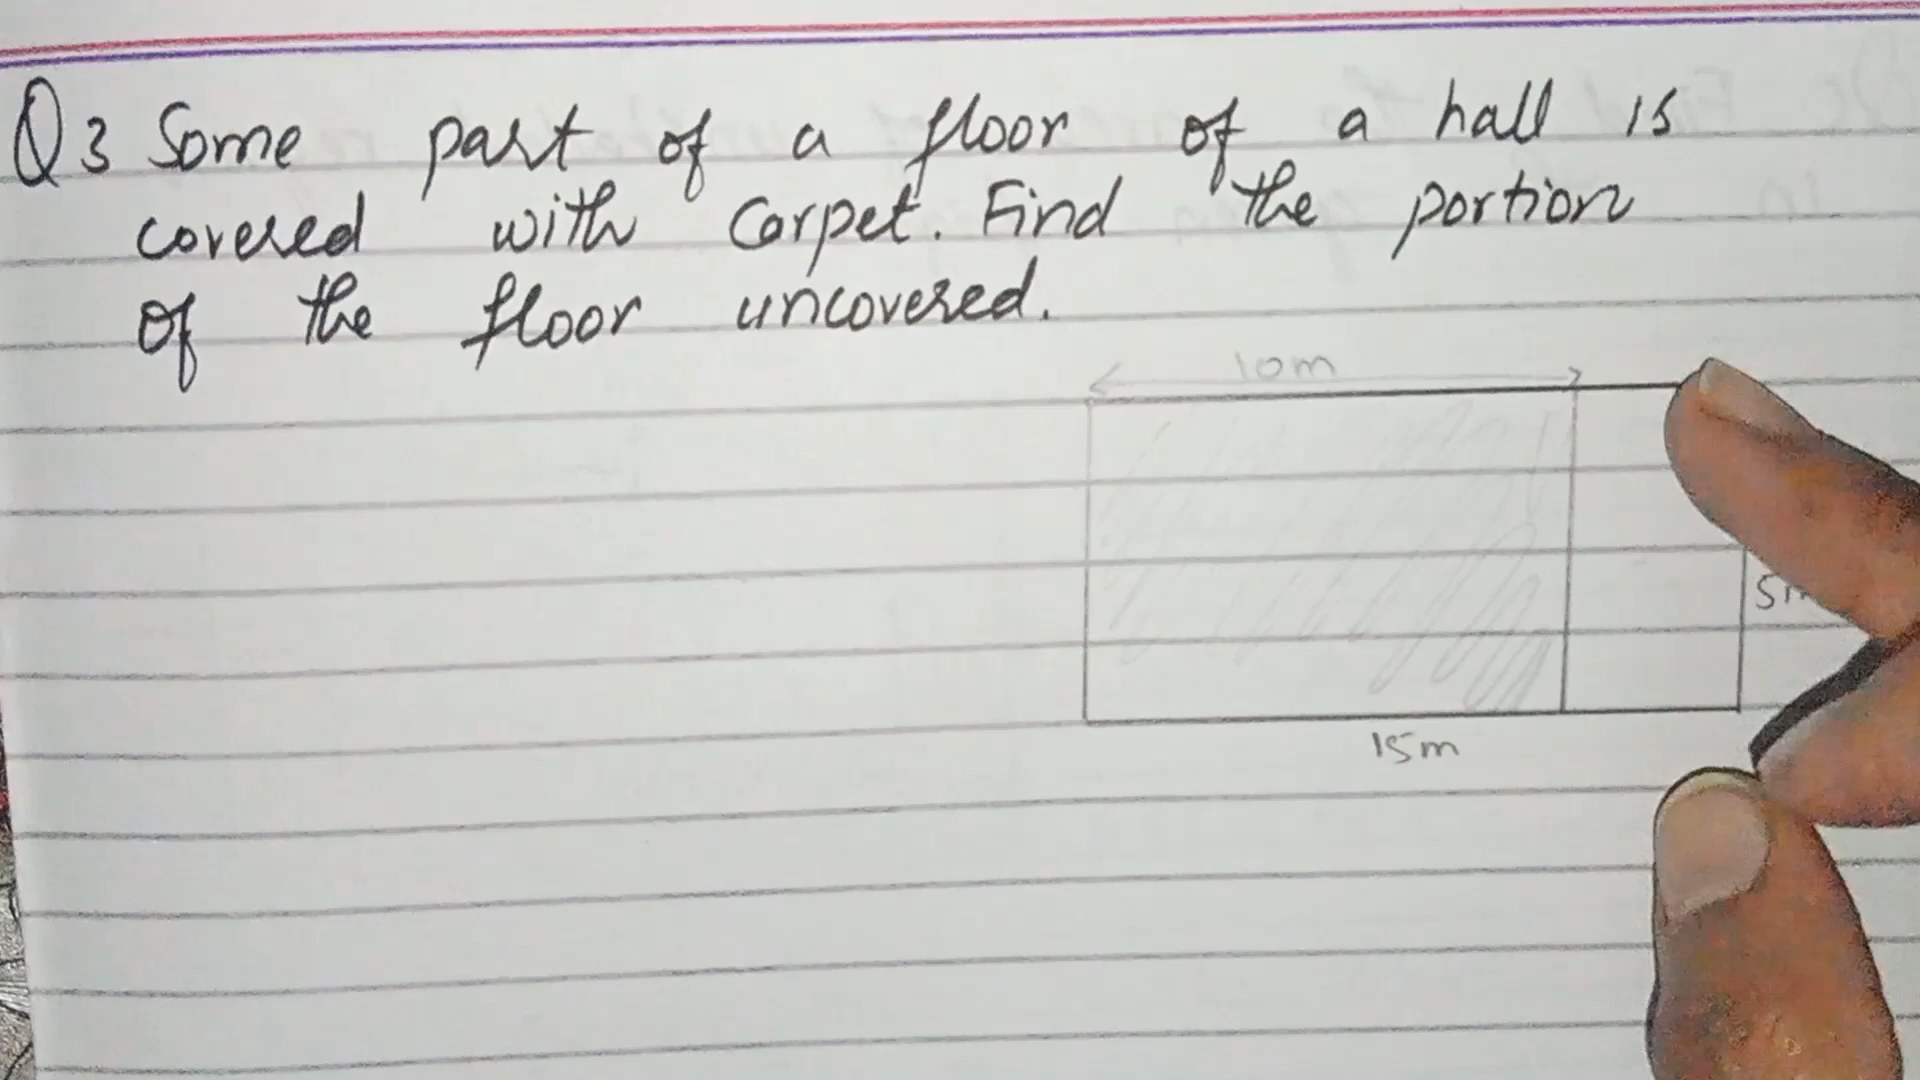 Q3 Some part of a floor of a hall is
covered with carpet. Find the portion
of the floor uncovered.
10m
5m
15m